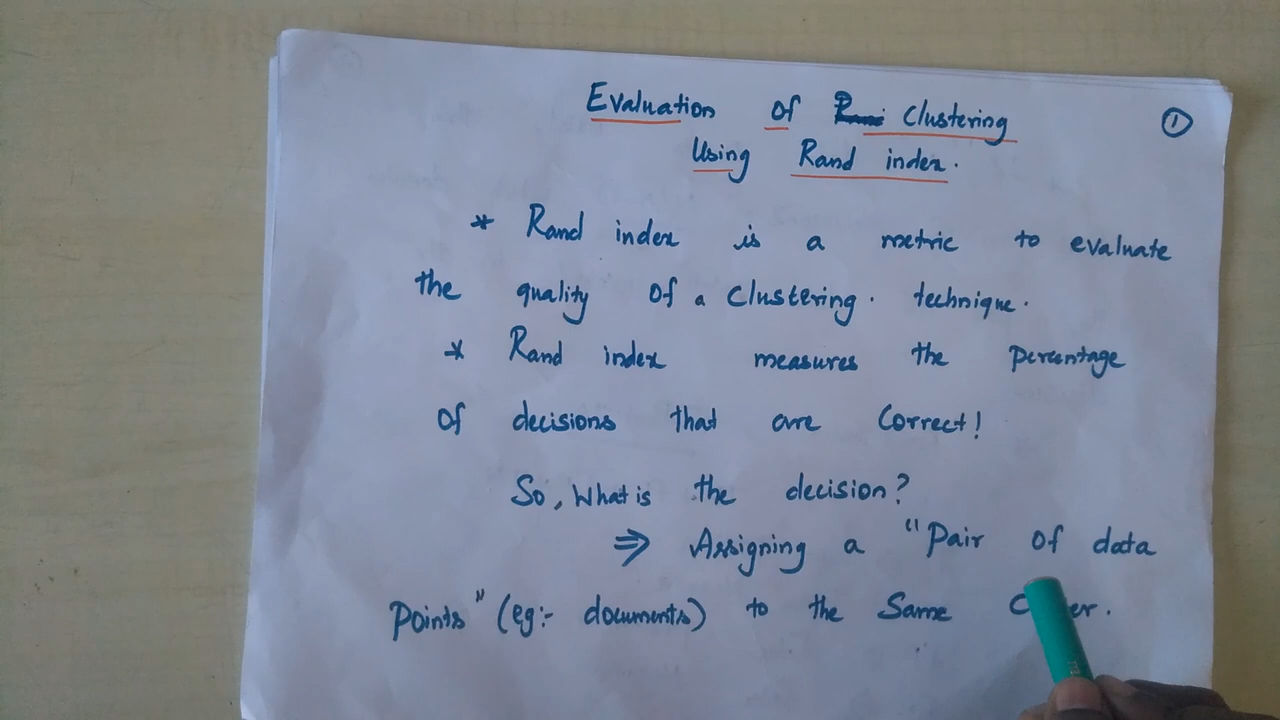 Evaluation of Clustering
①
Using Rand index.
* Rand index is a metric to evaluate
the quality of a Clustering. technique.
* Rand index measures the percentage
of decisions that are Correct!
So, What is the decision?
⇒ Assigning a "Pair of data
Points" (eg:- documents) to the Same